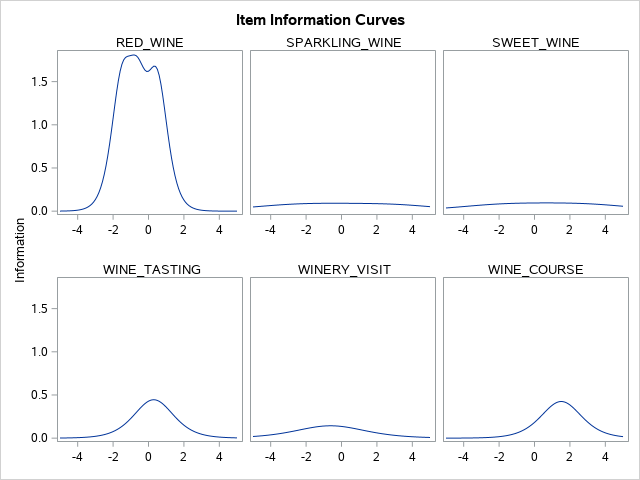 Item Information Curves
RED_WINE SPARKLING_WINE SWEET_WINE
1.5
1.0
0.5
0.0
-4 -2 0 2 4 -4 -2 0 2 4 -4 -2 0 2 4
Information
WINE_TASTING WINERY_VISIT WINE_COURSE
1.5
1.0
0.5
0.0
-4 -2 0 2 4 -4 -2 0 2 4 -4 -2 0 2 4